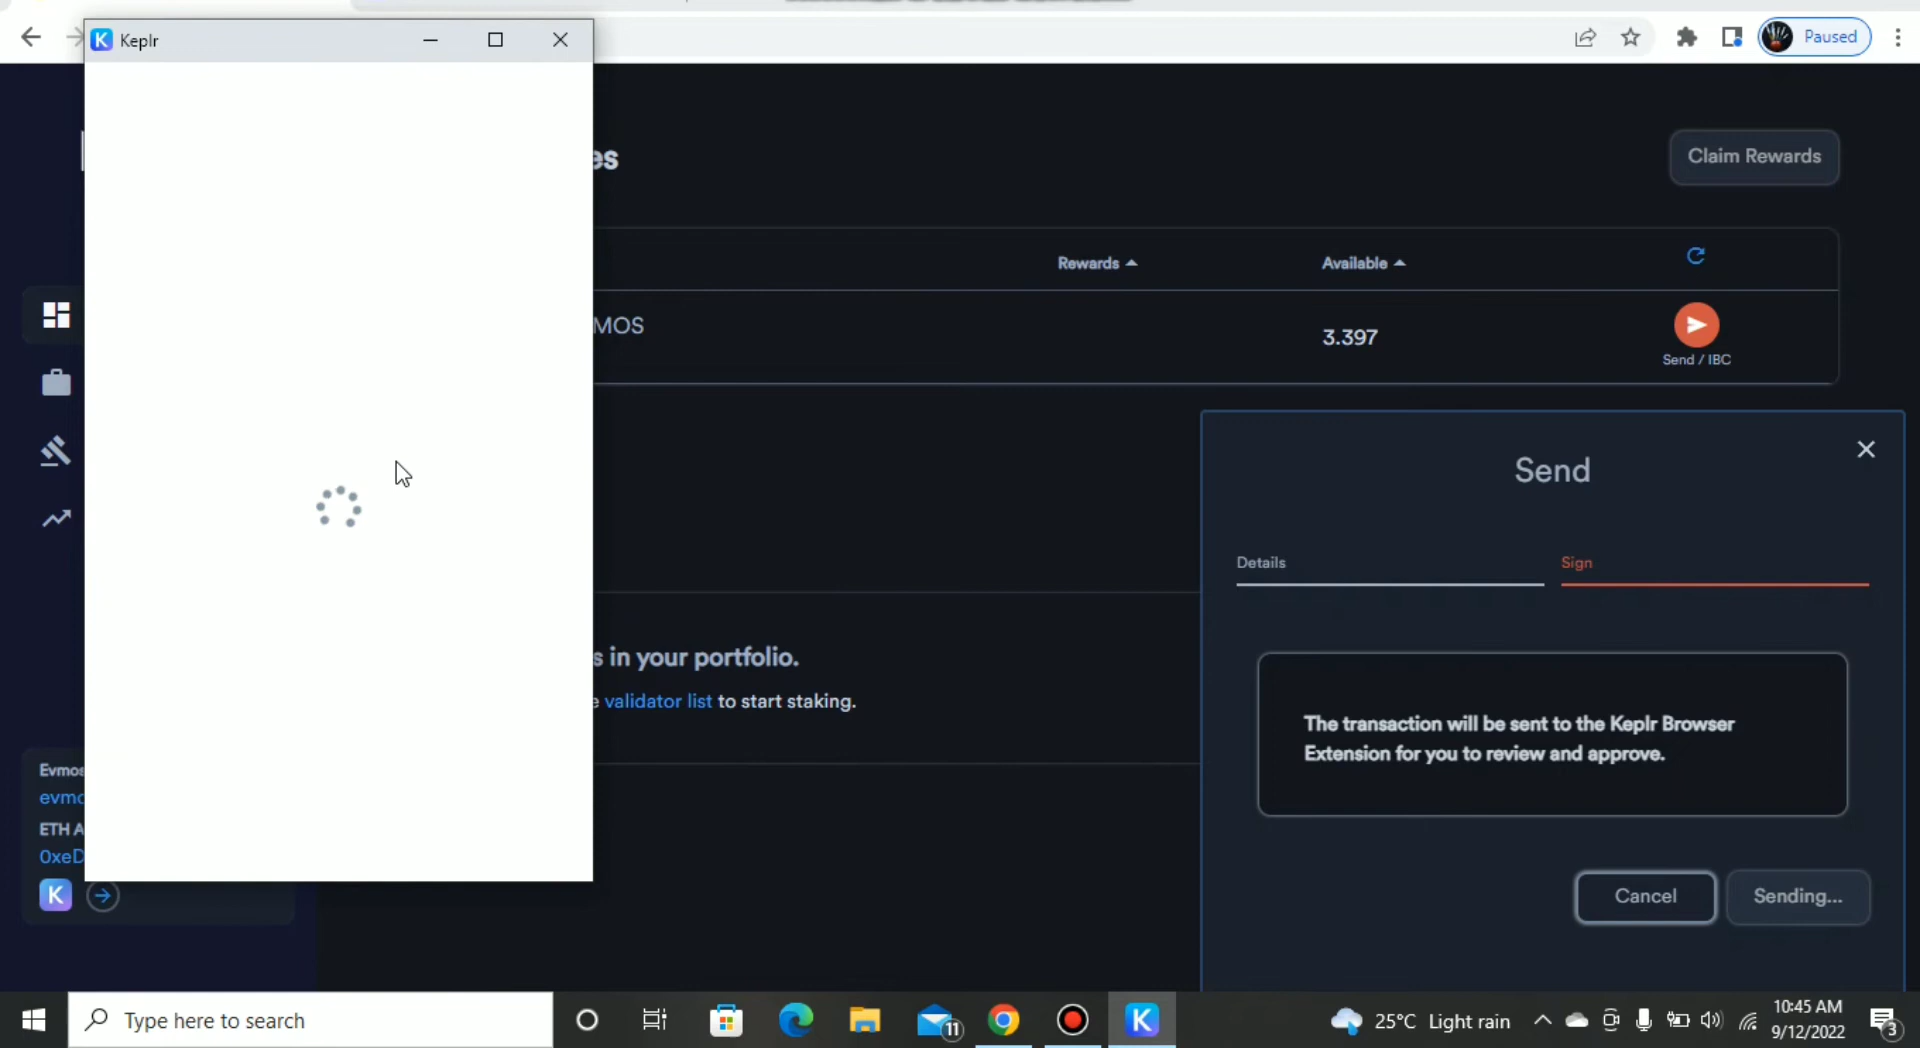 Keplr
Paused
es
Claim Rewards
Rewards
Available
MOS
3.397
Send / IBC
Send
Details
Sign
s in your portfolio.
e validator list to start staking.
The transaction will be sent to the Keplr Browser
Extension for you to review and approve.
Evmos
evmo
ETH A
0xeD
Cancel
Sending...
Type here to search
11
25°C Light rain
10:45 AM
9/12/2022
3